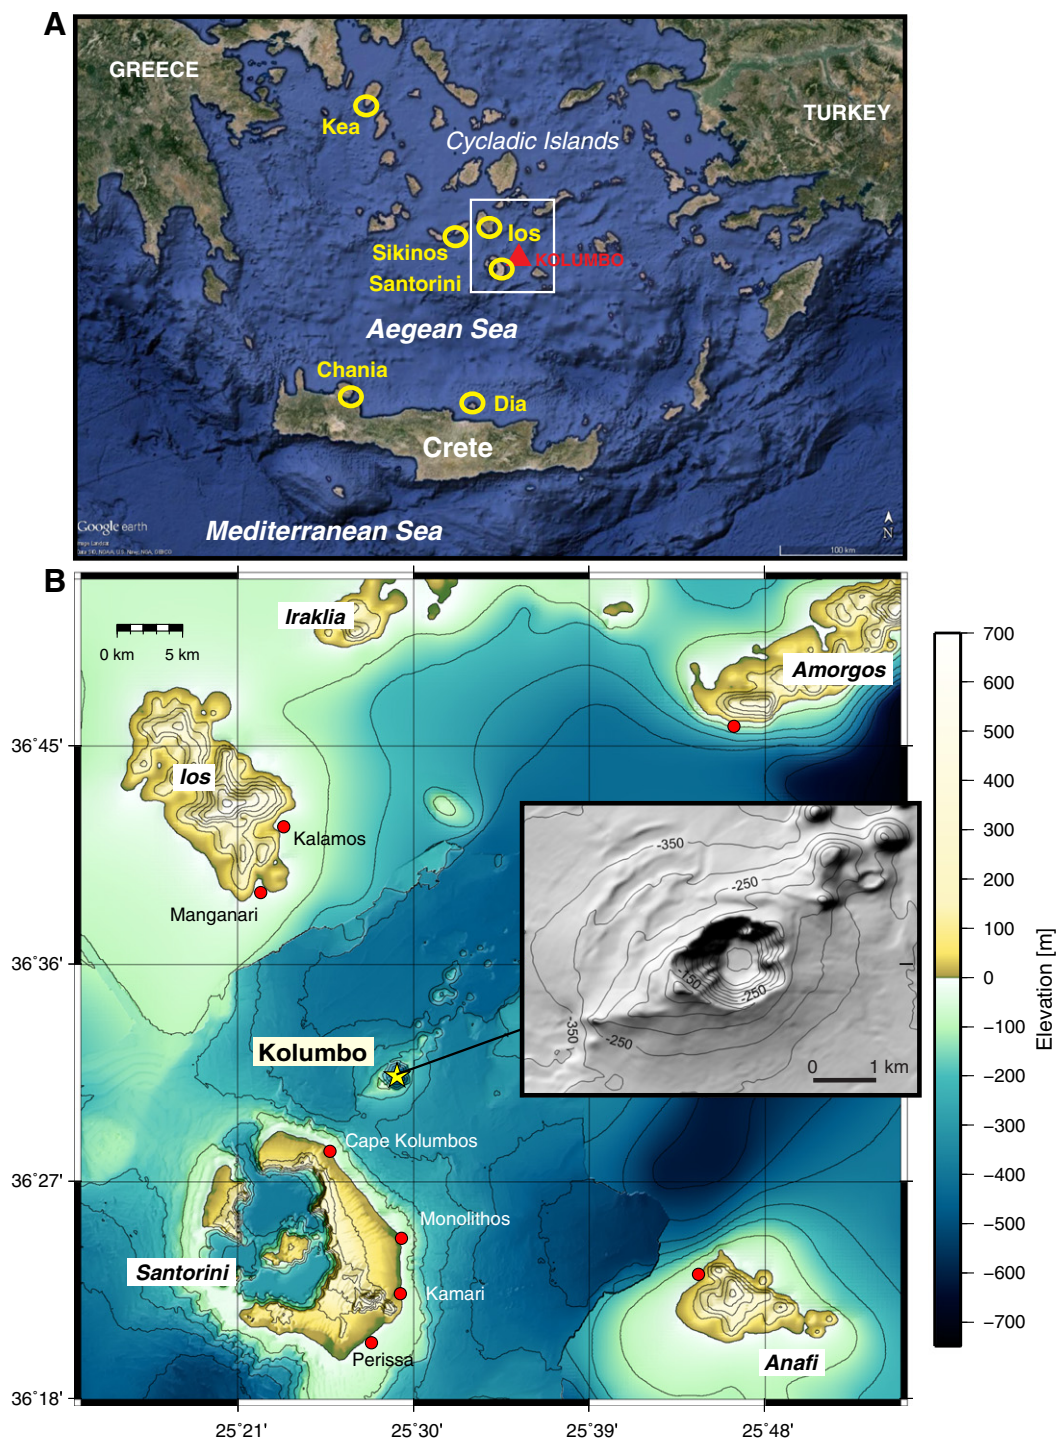 A
GREECE
TURKEY
Kea
Cycladic Islands
Ios
Sikinos
KOLUMBO
Santorini
Aegean Sea
Chania
Dia
Crete
Google earth
Mediterranean Sea
N
100 km
B
Iraklia
0 km 5 km
Amorgos
36°45'
Ios
Kalamos
Manganari
36°36'
Kolumbo
-350
-250
-150
-250
-350
-250
0 1 km
Cape Kolumbos
36°27'
Monolithos
Santorini
Kamari
Perissa
Anafi
36°18'
25°21'
25°30'
25°39'
25°48'
700
600
500
400
300
200
100
0
−100
−200
−300
−400
−500
−600
−700
Elevation [m]